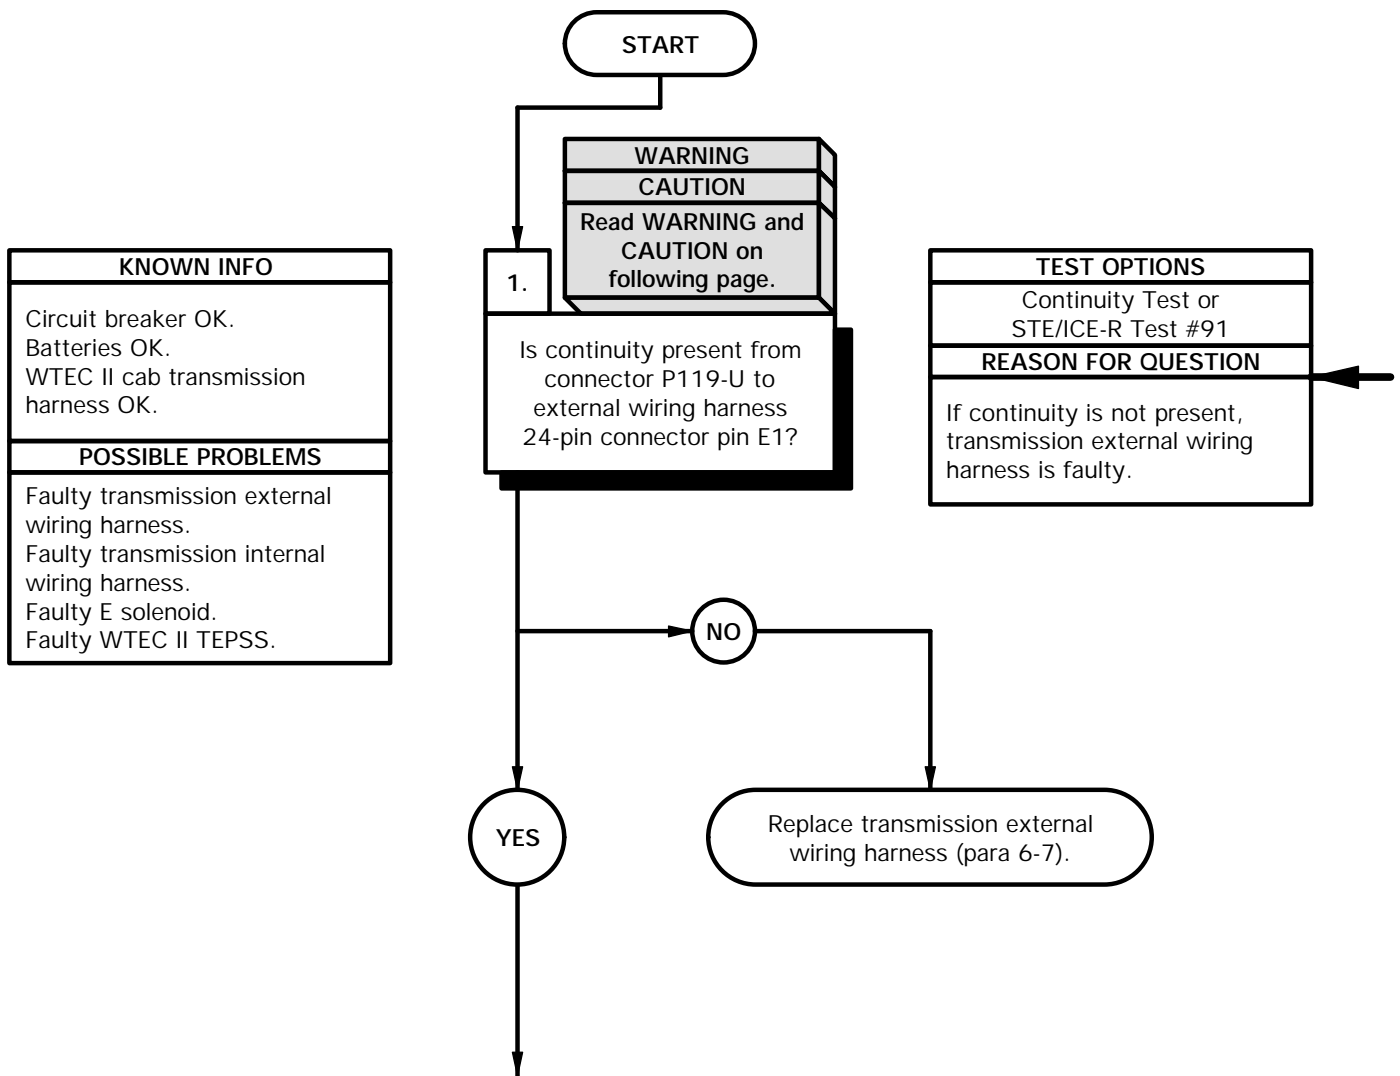 START
WARNING
CAUTION
Read WARNING and
CAUTION on
following page.
KNOWN INFO
Circuit breaker OK.
Batteries OK.
WTEC II cab transmission
harness OK.
POSSIBLE PROBLEMS
Faulty transmission external
wiring harness.
Faulty transmission internal
wiring harness.
Faulty E solenoid.
Faulty WTEC II TEPSS.
1.
Is continuity present from
connector P119-U to
external wiring harness
24-pin connector pin E1?
TEST OPTIONS
Continuity Test or
STE/ICE-R Test #91
REASON FOR QUESTION
If continuity is not present,
transmission external wiring
harness is faulty.
NO
YES
Replace transmission external
wiring harness (para 6-7).